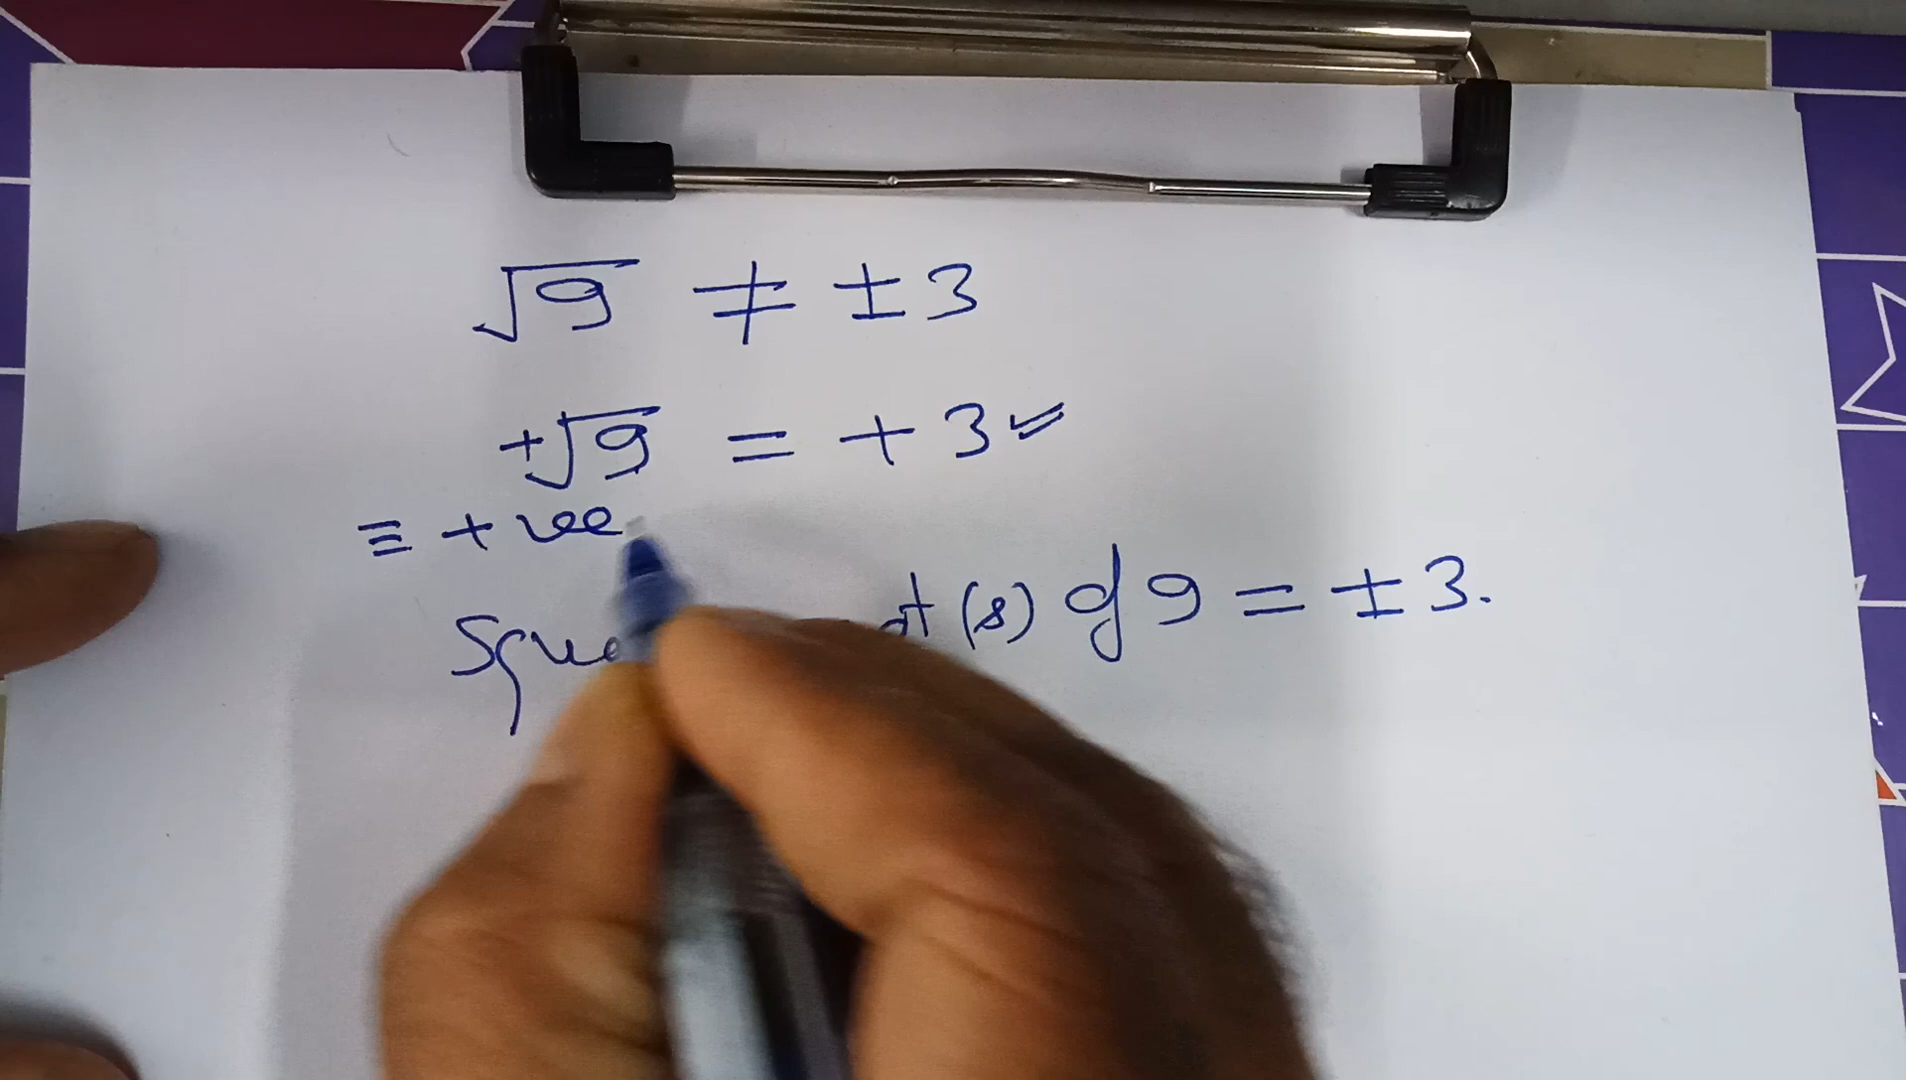 √9 ≠ ±3
+√9 = +3
≡ +ve
(s) of 9 = ±3.